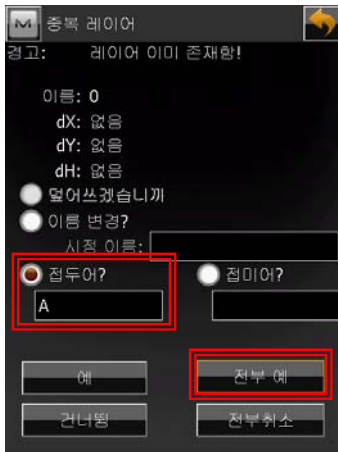 M 중복 레이어
경고: 레이어 이미 존재함!
이름: 0
dX: 없음
dY: 없음
dH: 없음
덮어쓰겠습니까
이름 변경?
시점 이름:
접두어? 접미어?
A
예 전부 예
건너뜀 전부취소